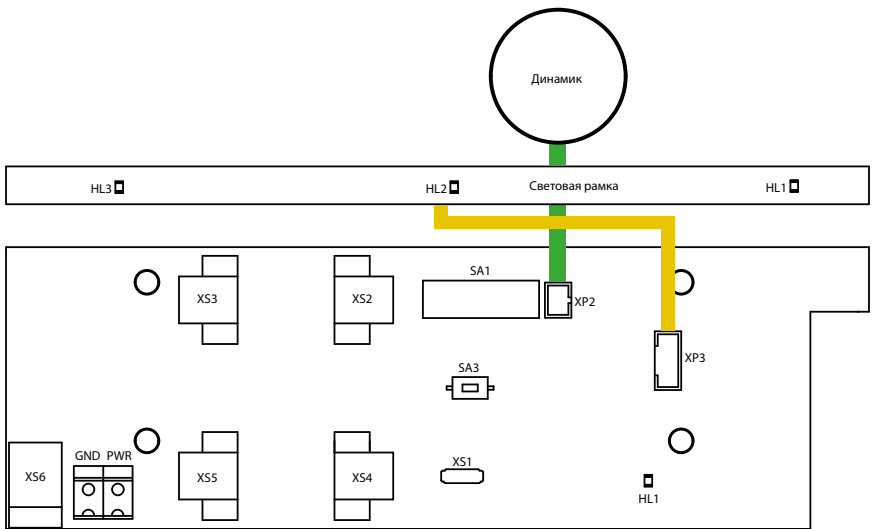 Динамик
HL3
HL2
Световая рамка
HL1
SA1
XS3
XS2
XP2
XP3
SA3
GND PWR
XS1
XS6
XS5
XS4
HL1